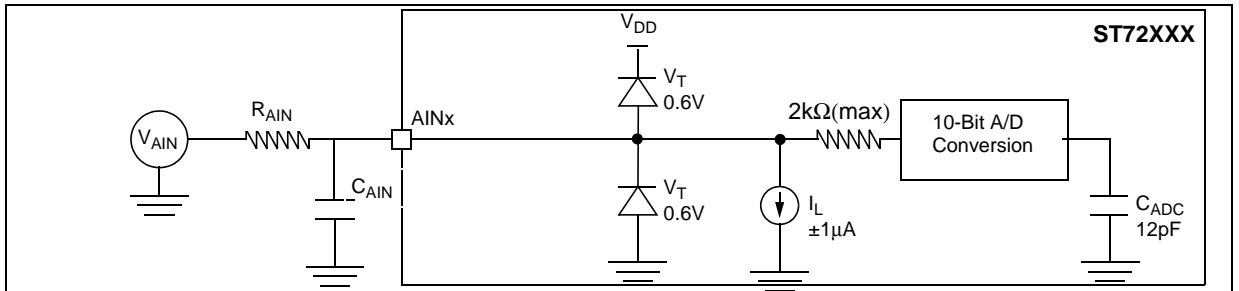 V_DD
ST72XXX
V_T
0.6V
R_AIN
AINx
2kΩ(max)
10-Bit A/D
Conversion
V_AIN
C_AIN
V_T
0.6V
I_L
±1μA
C_ADC
12pF